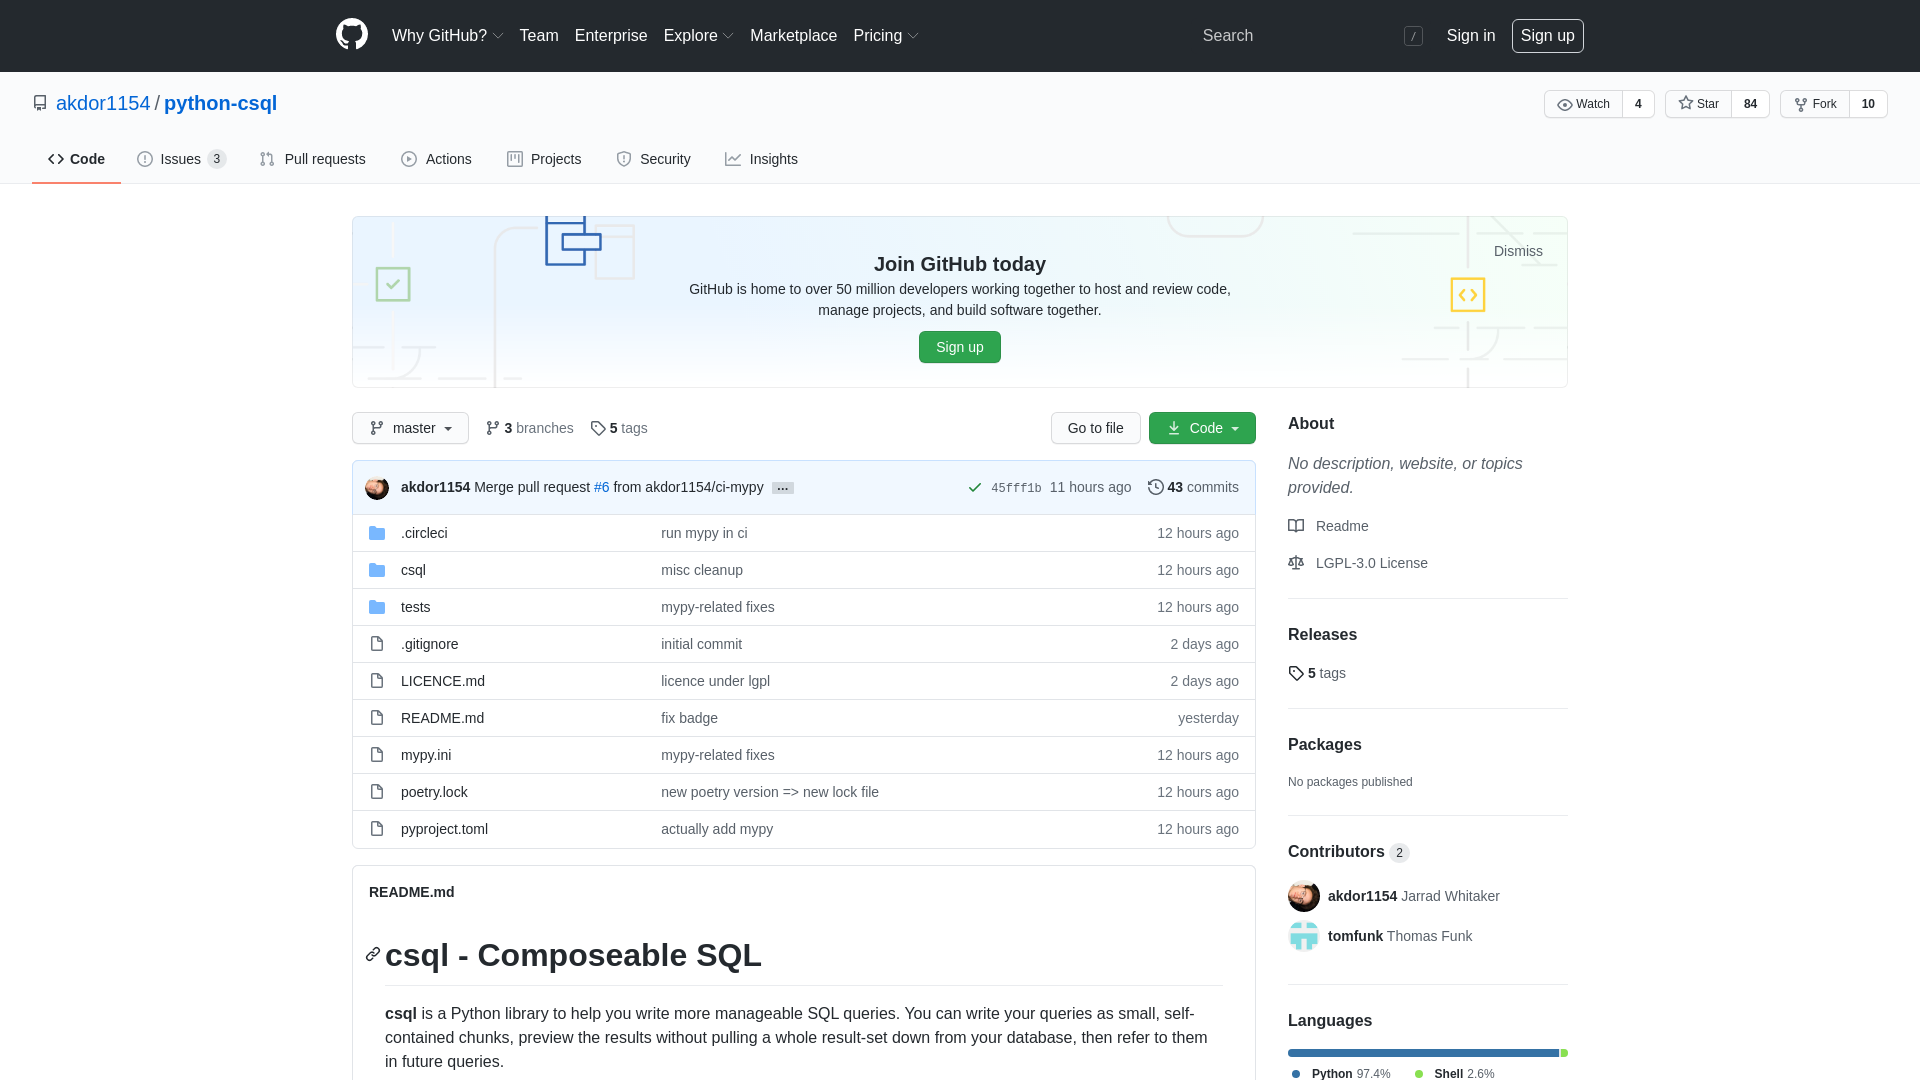 Why GitHub? Team Enterprise Explore Marketplace Pricing Search / Sign in Sign up
akdor1154 / python-csql Watch 4 Star 84 Fork 10
Code Issues 3 Pull requests Actions Projects Security Insights
Dismiss
Join GitHub today
GitHub is home to over 50 million developers working together to host and review code,
manage projects, and build software together.
Sign up
master 3 branches 5 tags Go to file Code
akdor1154 Merge pull request #6 from akdor1154/ci-mypy … 45fff1b 11 hours ago 43 commits
.circleci run mypy in ci 12 hours ago
csql misc cleanup 12 hours ago
tests mypy-related fixes 12 hours ago
.gitignore initial commit 2 days ago
LICENCE.md licence under lgpl 2 days ago
README.md fix badge yesterday
mypy.ini mypy-related fixes 12 hours ago
poetry.lock new poetry version => new lock file 12 hours ago
pyproject.toml actually add mypy 12 hours ago
README.md
csql - Composeable SQL
csql is a Python library to help you write more manageable SQL queries. You can write your queries as small, self-
contained chunks, preview the results without pulling a whole result-set down from your database, then refer to them
in future queries.
About
No description, website, or topics
provided.
Readme
LGPL-3.0 License
Releases
5 tags
Packages
No packages published
Contributors 2
akdor1154 Jarrad Whitaker
tomfunk Thomas Funk
Languages
Python 97.4% Shell 2.6%